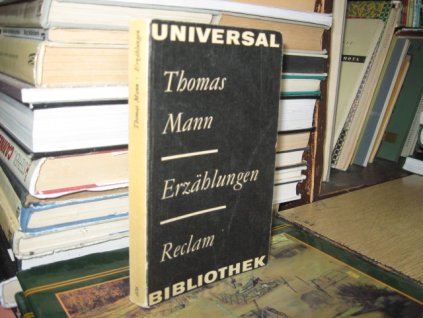 UNIVERSAL
Thomas
Mann
Erzählungen
Reclam
BIBLIOTHEK
Thomas Mann · Erzählungen